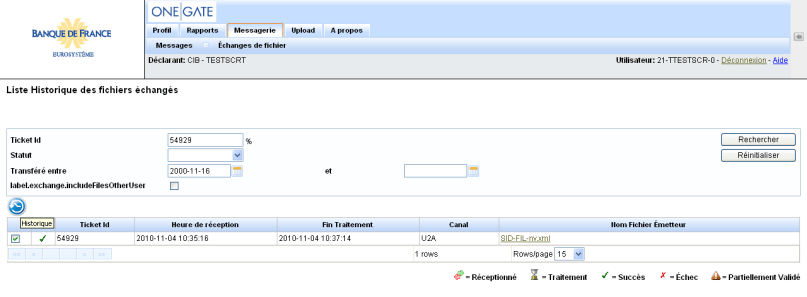 ONE GATE
BANQUE DE FRANCE
EUROSYSTÈME
Profil Rapports Messagerie Upload A propos
Messages Échanges de fichier
Déclarant: CIB - TESTSCRT Utilisateur: 21-TTESTSCR-0 - Déconnexion - Aide
Liste Historique des fichiers échangés
Ticket Id 54929 % Rechercher
Statut Réinitialiser
Transféré entre 2000-11-16 et
label.exchange.includeFilesOtherUser
Historique Ticket Id Heure de réception Fin Traitement Canal Nom Fichier Émetteur
54929 2010-11-04 10:35:16 2010-11-04 10:37:14 U2A SID-FIL-nv.xml
1 rows Rows/page 15
= Réceptionné = Traitement = Succès = Échec = Partiellement Validé